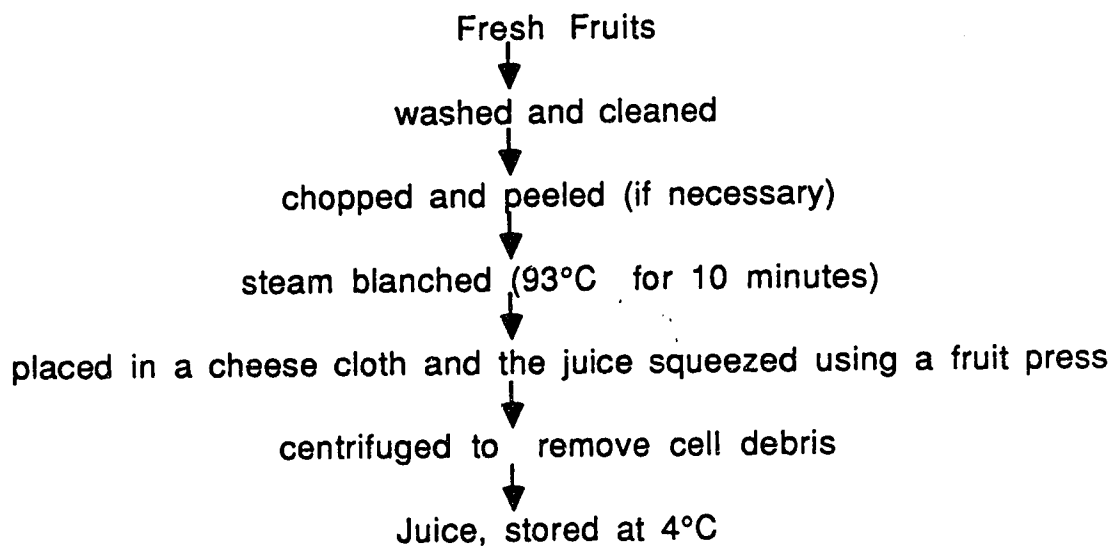 Fresh Fruits
washed and cleaned
chopped and peeled (if necessary)
steam blanched (93°C for 10 minutes)
placed in a cheese cloth and the juice squeezed using a fruit press
centrifuged to remove cell debris
Juice, stored at 4°C